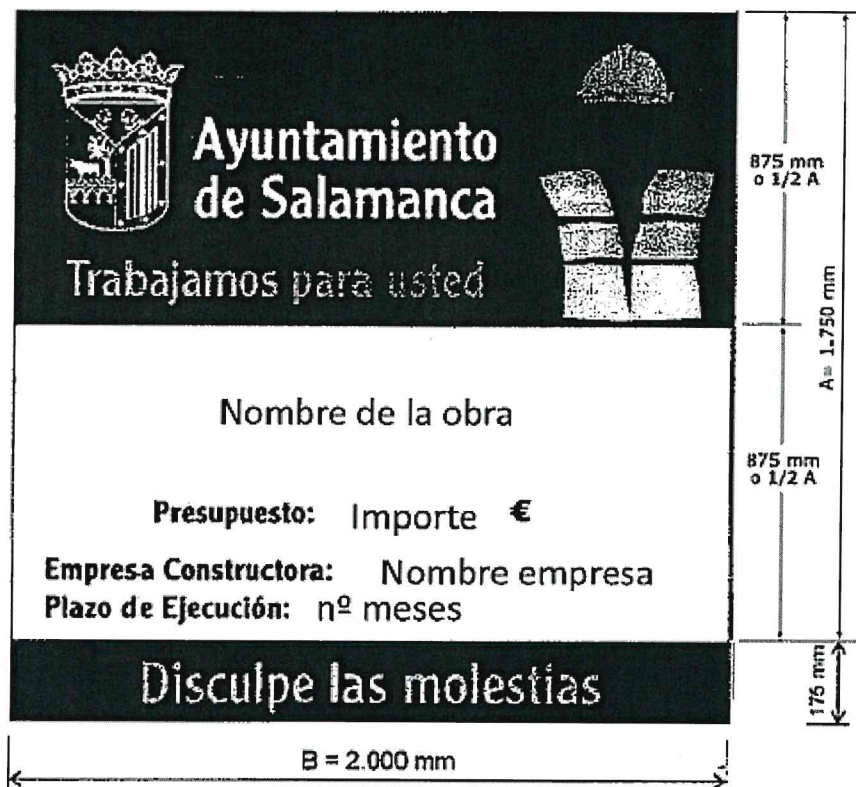 Ayuntamiento
de Salamanca
Trabajamos para usted
Nombre de la obra
Presupuesto: Importe €
Empresa Constructora: Nombre empresa
Plazo de Ejecución: nº meses
Disculpe las molestias
875 mm
o 1/2 A
875 mm
o 1/2 A
A= 1.750 mm
175 mm
B = 2.000 mm